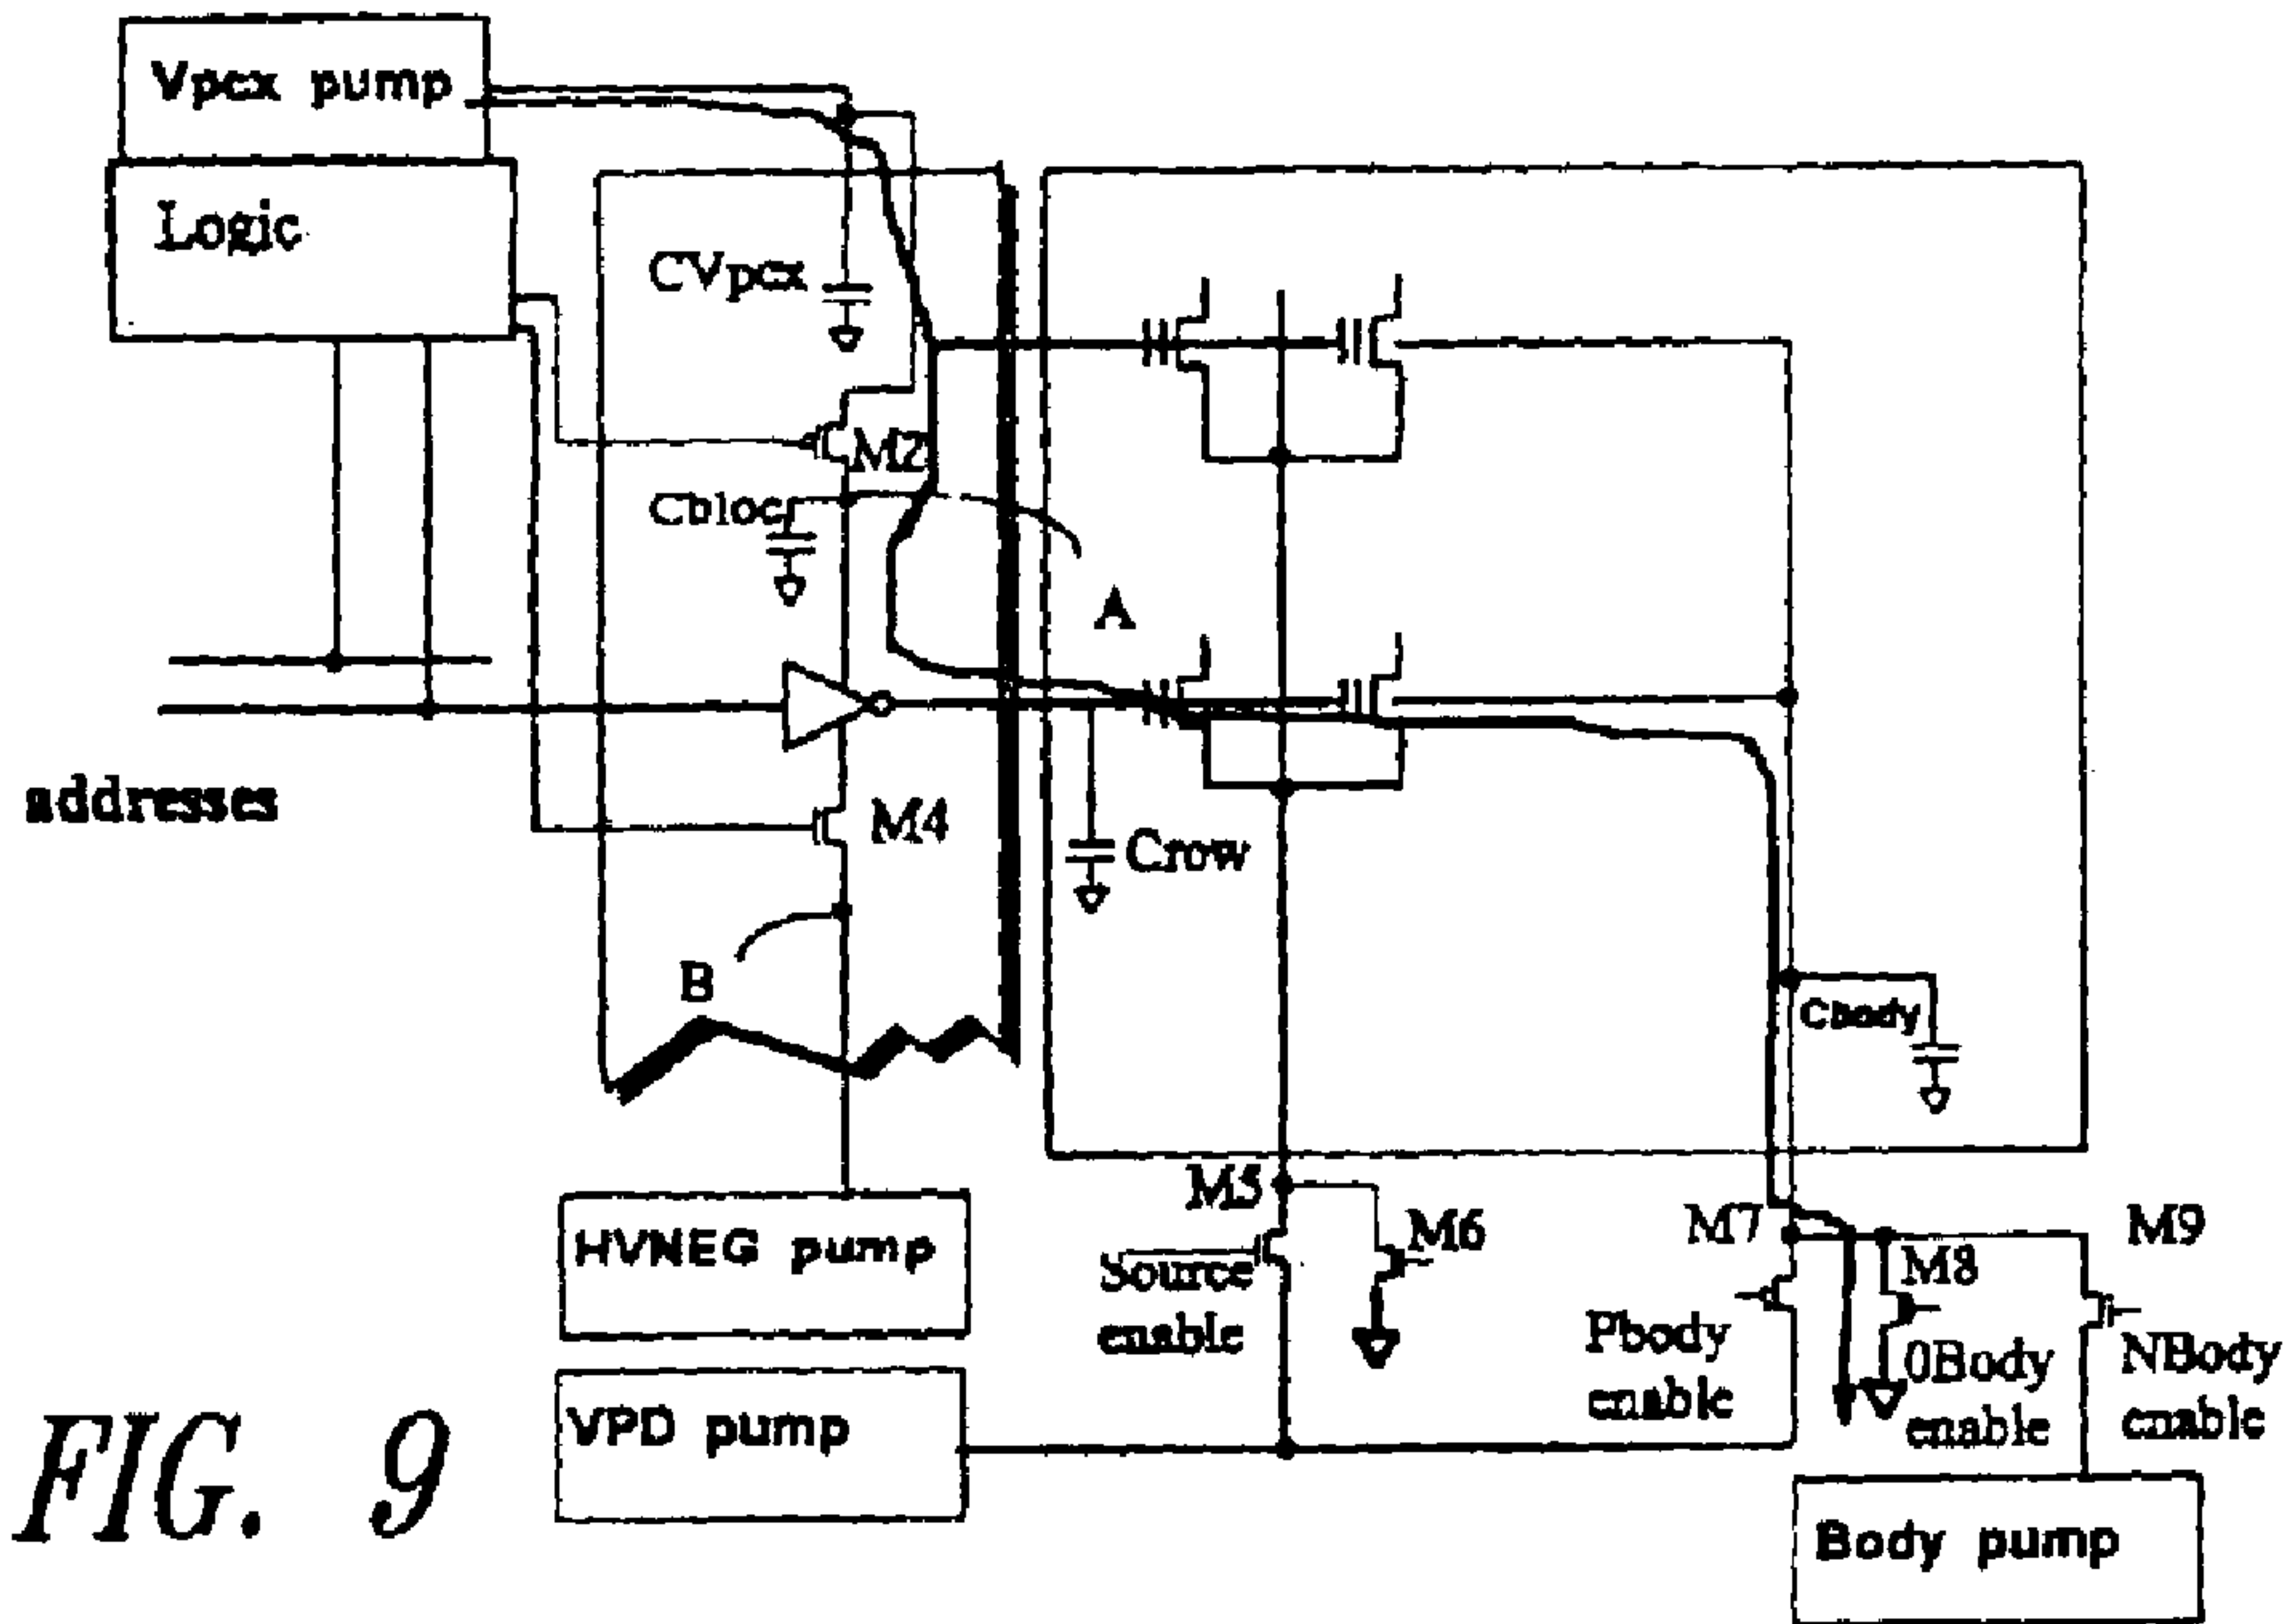 Vpcx pump
Logic
CVpcx
M2
Cbloc
A
addresses
M4
Crow
B
Cbody
HVNEG pump
M5
M6
Source
enable
M7
M8
M9
Pbody
enable
0Body
enable
NBody
enable
VPD pump
Body pump
FIG. 9